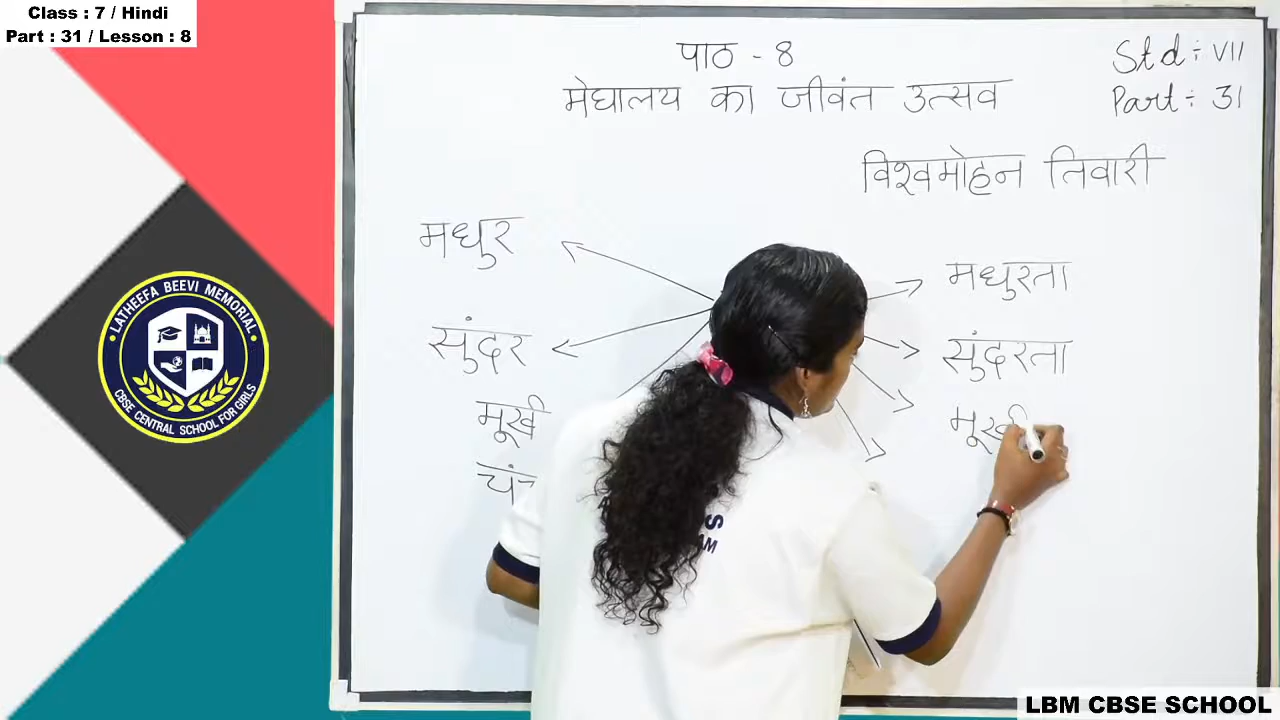 Class : 7 / Hindi
Part : 31 / Lesson : 8
पाठ - 8
मेघालय का जीवंत उत्सव
Std ÷ VII
Part ÷ 31
विश्वमोहन तिवारी
मधुर
मधुरता
सुंदर
सुंदरता
मूर्ख
मूर्ख
LATHEEFA BEEVI MEMORIAL
CBSE CENTRAL SCHOOL FOR GIRLS
LBM CBSE SCHOOL